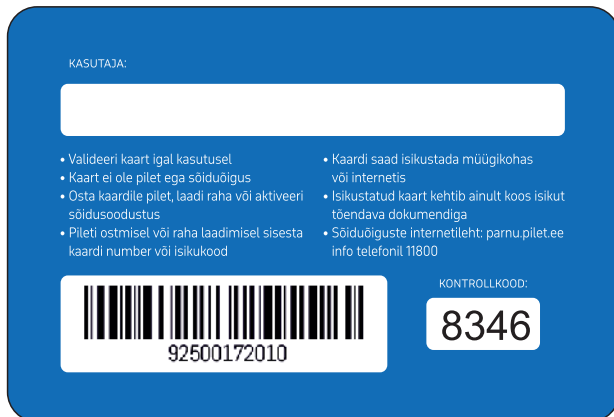 KASUTAJA:
• Valideeri kaart igal kasutusel
• Kaart ei ole pilet ega sõiduõigus
• Osta kaardile pilet, laadi raha või aktiveeri
sõidusoodustus
• Pileti ostmisel või raha laadimisel sisesta
kaardi number või isikukood
• Kaardi saad isikustada müügikohas
või internetis
• Isikustatud kaart kehtib ainult koos isikut
tõendava dokumendiga
• Sõiduõiguste internetileht: parnu.pilet.ee
info telefonil 11800
92500172010
KONTROLLKOOD:
8346